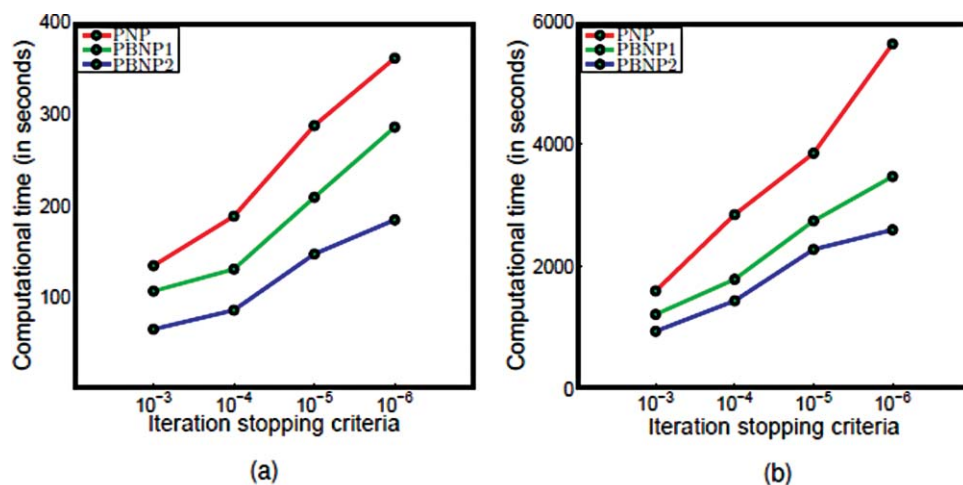 400
300
200
100
Computational time (in seconds)
PNP
PBNP1
PBNP2
10⁻³ 10⁻⁴ 10⁻⁵ 10⁻⁶
Iteration stopping criteria
(a)
6000
4000
2000
0
Computational time (in seconds)
PNP
PBNP1
PBNP2
10⁻³ 10⁻⁴ 10⁻⁵ 10⁻⁶
Iteration stopping criteria
(b)